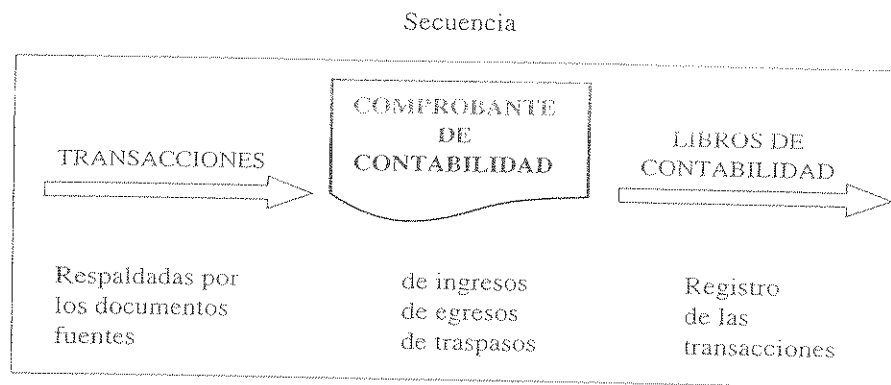 Secuencia
TRANSACCIONES
COMPROBANTE
DE
CONTABILIDAD
LIBROS DE
CONTABILIDAD
Respaldadas por
los documentos
fuentes
de ingresos
de egresos
de traspasos
Registro
de las
transacciones